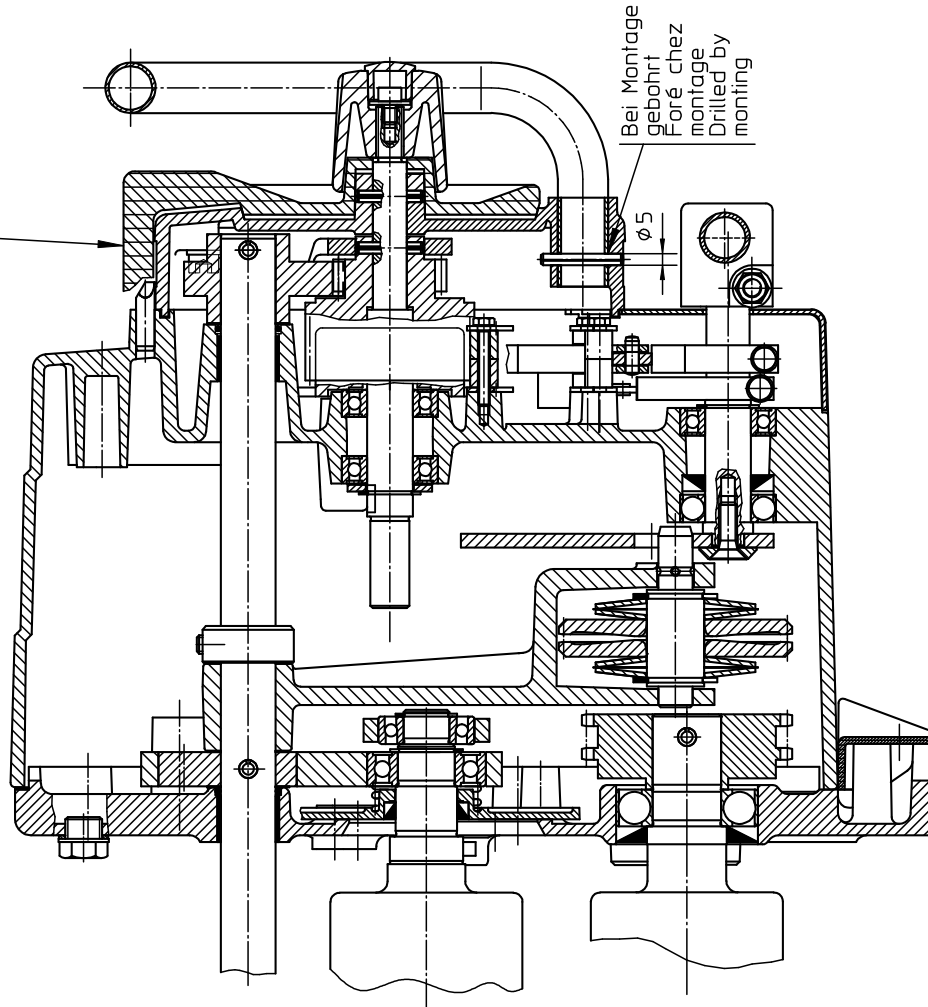 Bei Montage
gebohrt
Foré chez
montage
Drilled by
monting
ø5